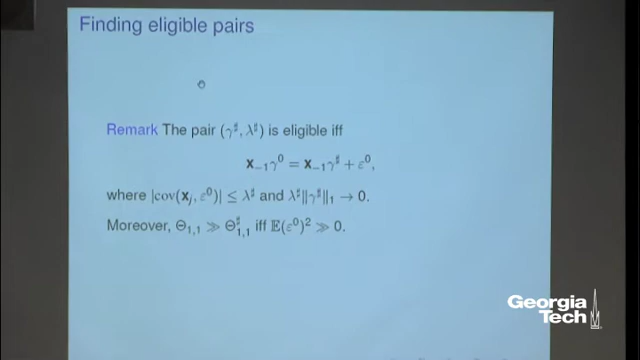 Finding eligible pairs
Remark The pair (γ♯, λ♯) is eligible iff
x₋₁γ⁰ = x₋₁γ♯ + ε⁰,
where |cov(xⱼ, ε⁰)| ≤ λ♯ and λ♯‖γ♯‖₁ → 0.
Moreover, Θ₁,₁ ≫ Θ♯₁,₁ iff 𝔼(ε⁰)² ≫ 0.
Georgia
Tech